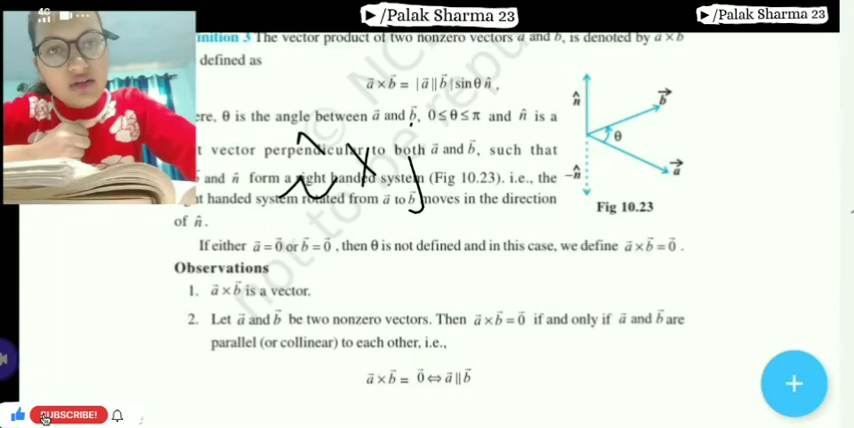 4G
▶/Palak Sharma 23
▶/Palak Sharma 23
inition 3 The vector product of two nonzero vectors a⃗ and b⃗, is denoted by a⃗ × b⃗
defined as
a⃗ × b⃗ = |a⃗||b⃗|sinθ n̂,
ere, θ is the angle between a⃗ and b⃗, 0 ≤ θ ≤ π and n̂ is a
t vector perpendicular to both a⃗ and b⃗, such that
and n̂ form a right handed system (Fig 10.23). i.e., the
t handed system rotated from a⃗ to b⃗ moves in the direction
of n̂.
n̂
b⃗
θ
a⃗
-n̂
Fig 10.23
If either a⃗ = 0⃗ or b⃗ = 0⃗, then θ is not defined and in this case, we define a⃗ × b⃗ = 0⃗.
Observations
1. a⃗ × b⃗ is a vector.
2. Let a⃗ and b⃗ be two nonzero vectors. Then a⃗ × b⃗ = 0⃗ if and only if a⃗ and b⃗ are
parallel (or collinear) to each other, i.e.,
a⃗ × b⃗ = 0⃗ ⇔ a⃗ || b⃗
SUBSCRIBE!
+